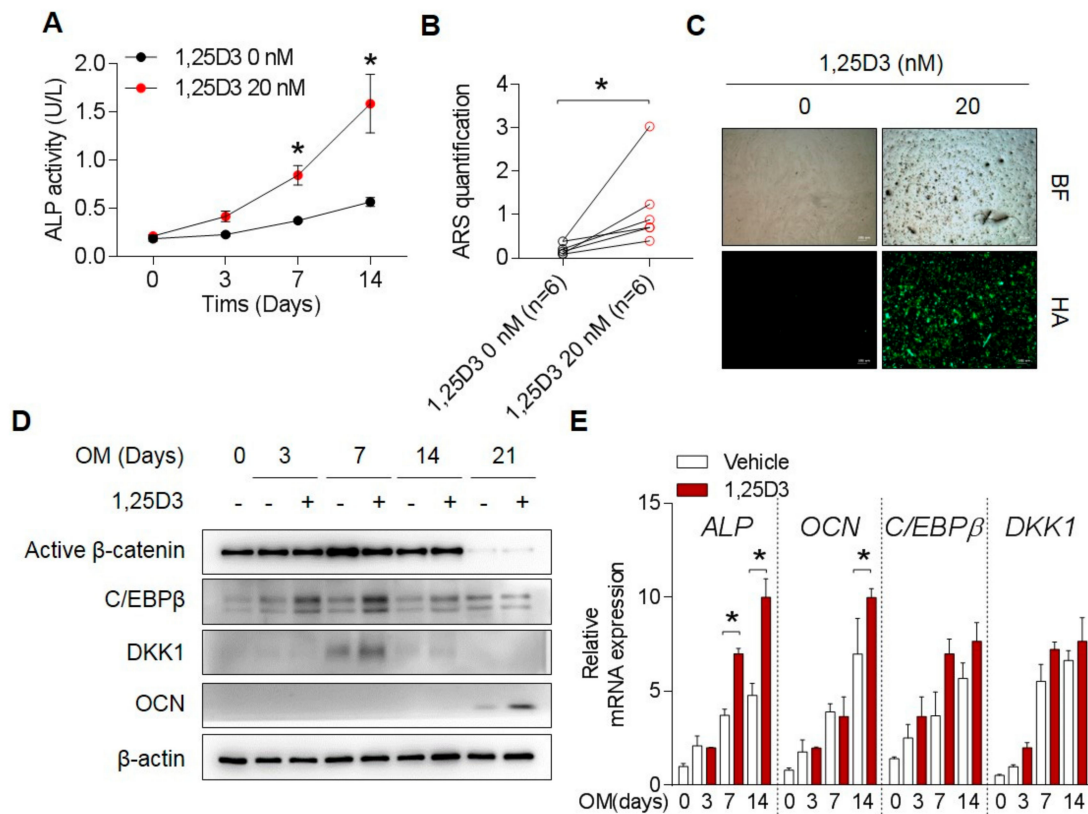 A
1,25D3 0 nM
1,25D3 20 nM
ALP activity (U/L)
2.0
1.5
1.0
0.5
0.0
*
*
0 3 7 14
Tims (Days)
B
ARS quantification
4
3
2
1
0
*
1,25D3 0 nM (n=6)
1,25D3 20 nM (n=6)
C
1,25D3 (nM)
0 20
BF
HA
D
OM (Days) 0 3 7 14 21
1,25D3 - - + - + - + - +
Active β-catenin
C/EBPβ
DKK1
OCN
β-actin
E
Vehicle
1,25D3
Relative
mRNA expression
15
10
5
0
ALP OCN C/EBPβ DKK1
*
*
*
OM(days) 0 3 7 14 0 3 7 14 0 3 7 14 0 3 7 14